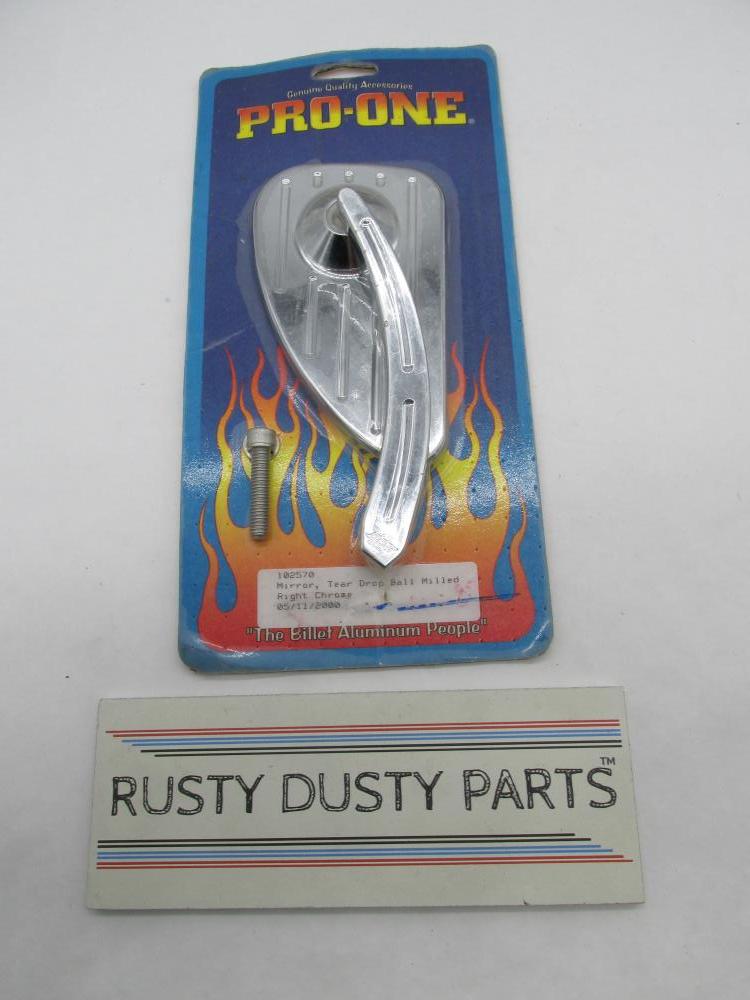 Genuine Quality Accessories
PRO-ONE®
102570
Mirror, Tear Drop Ball Milled
Right Chrome
05/11/2000
"The Billet Aluminum People"
RUSTY DUSTY PARTS™